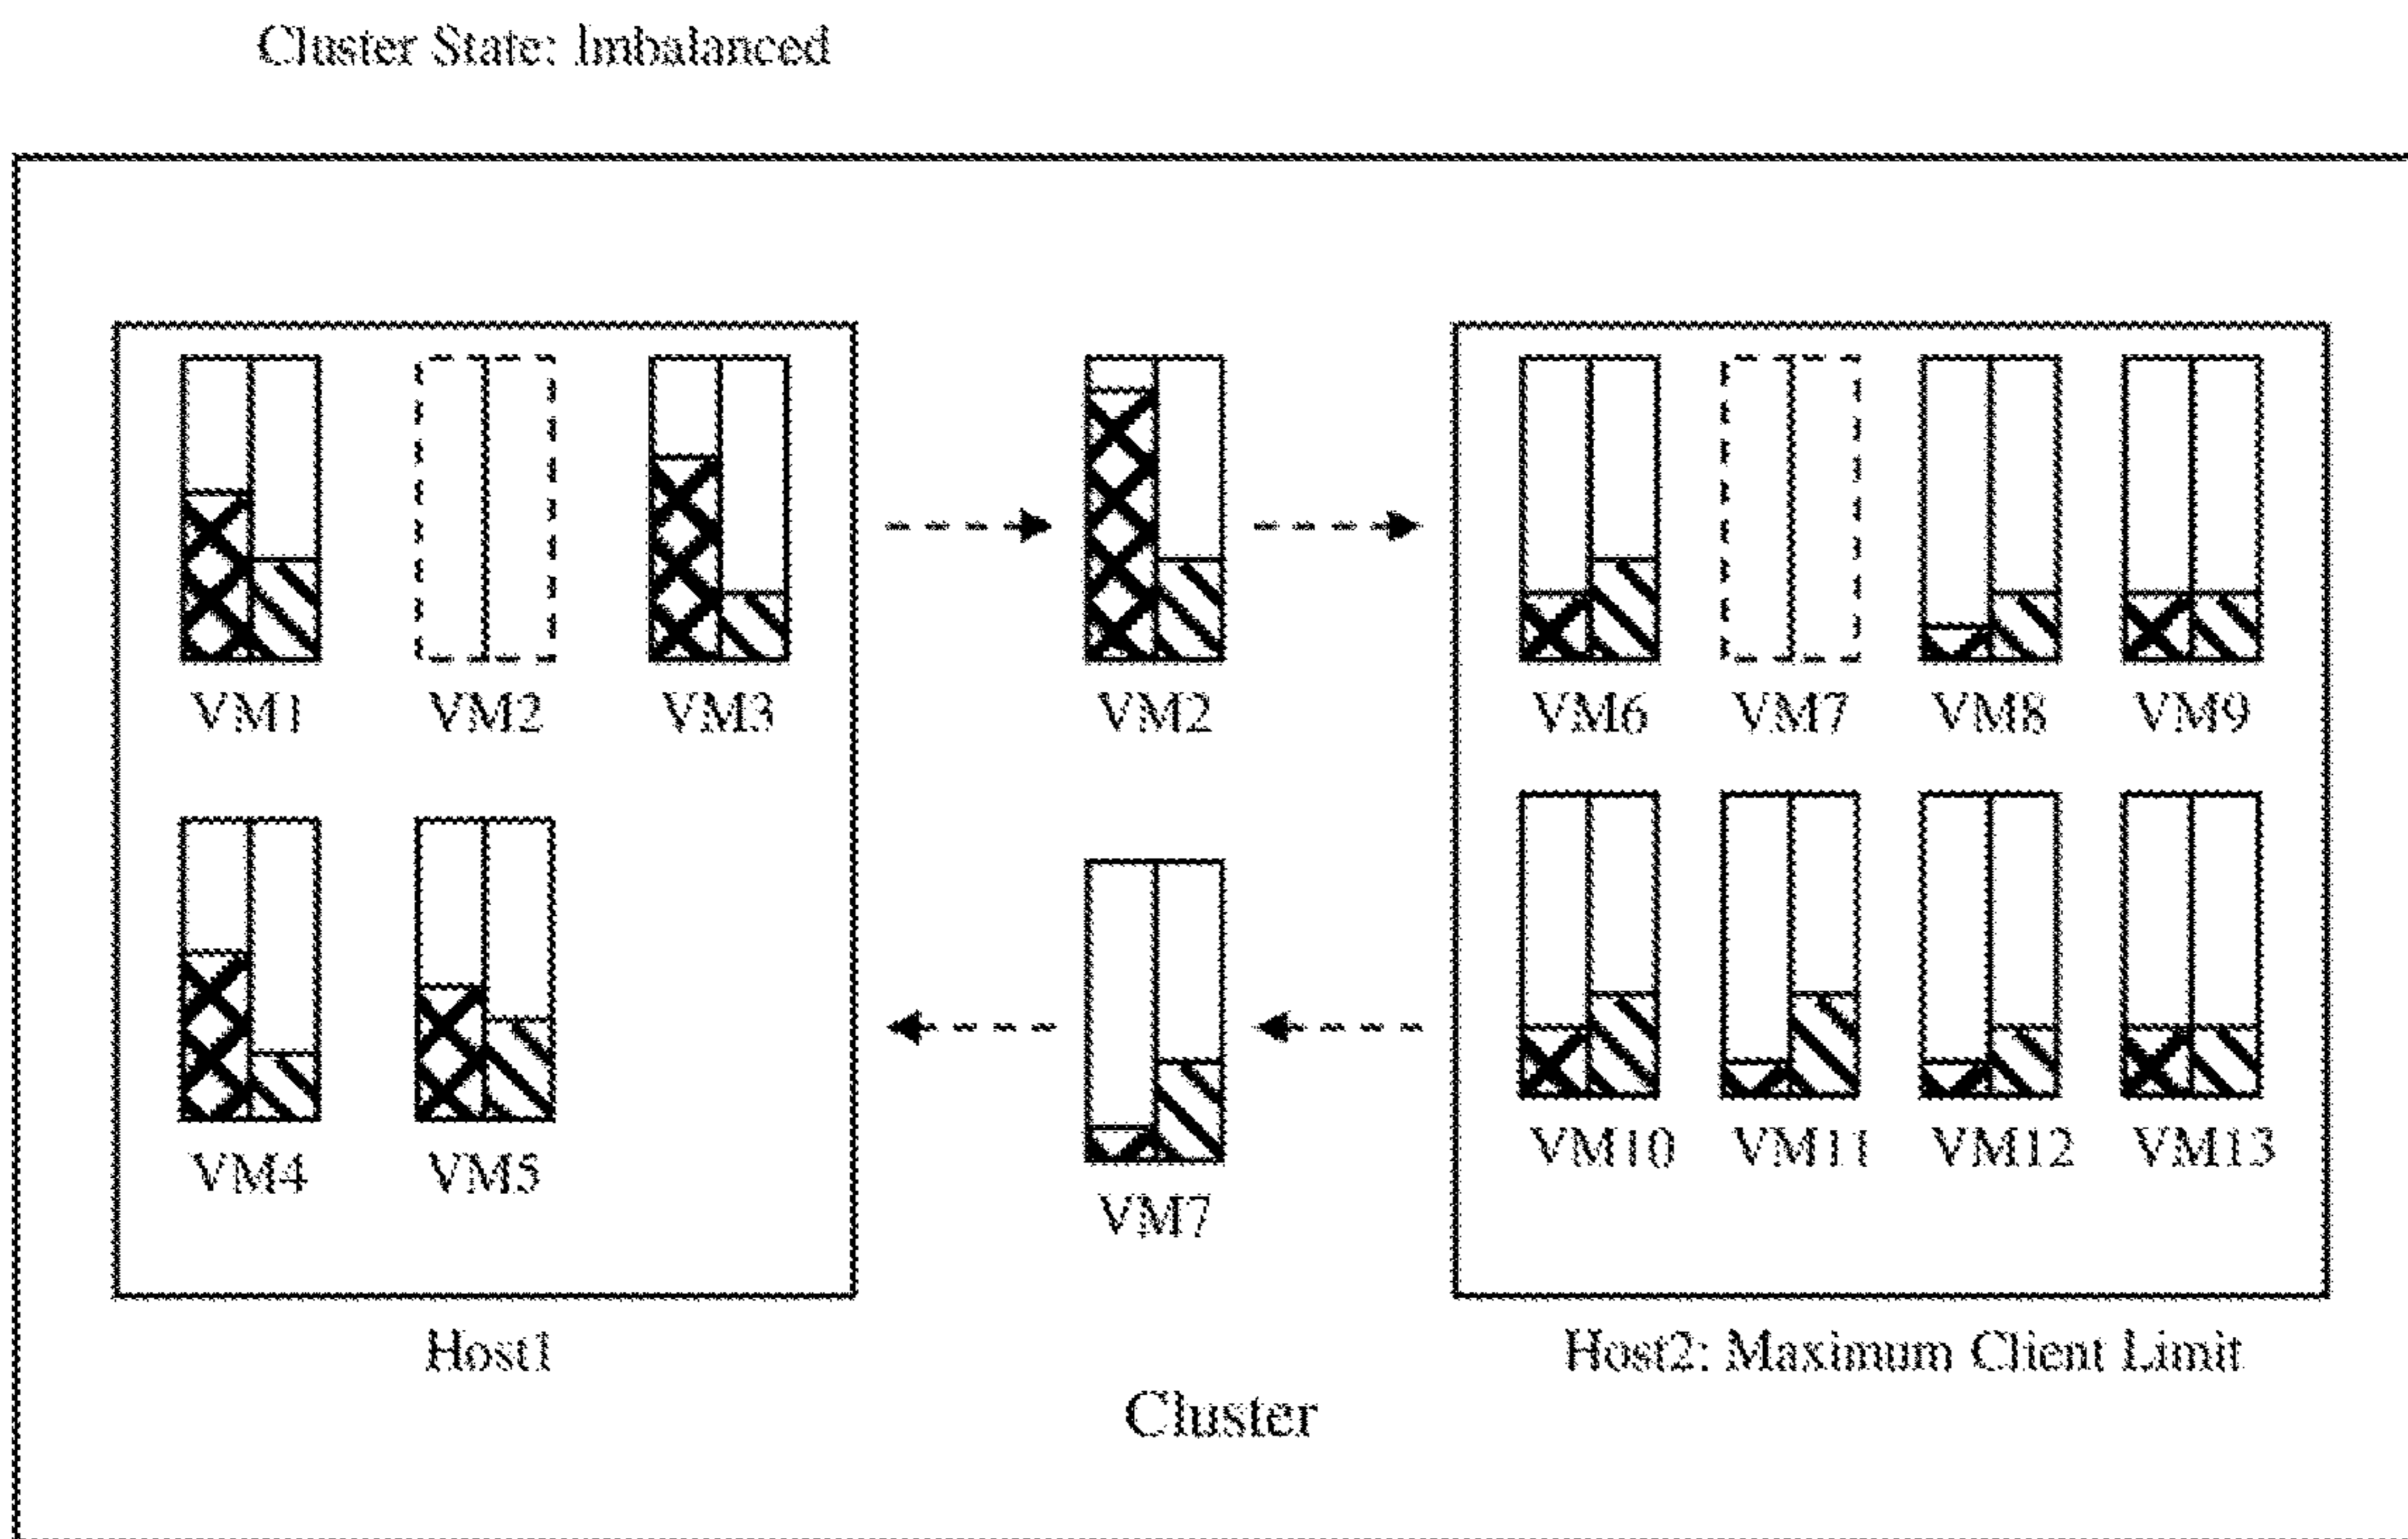 Cluster State: Imbalanced
VM1 VM2 VM3
VM2
VM6 VM7 VM8 VM9
VM4 VM5
VM7
VM10 VM11 VM12 VM13
Host1
Host2: Maximum Client Limit
Cluster